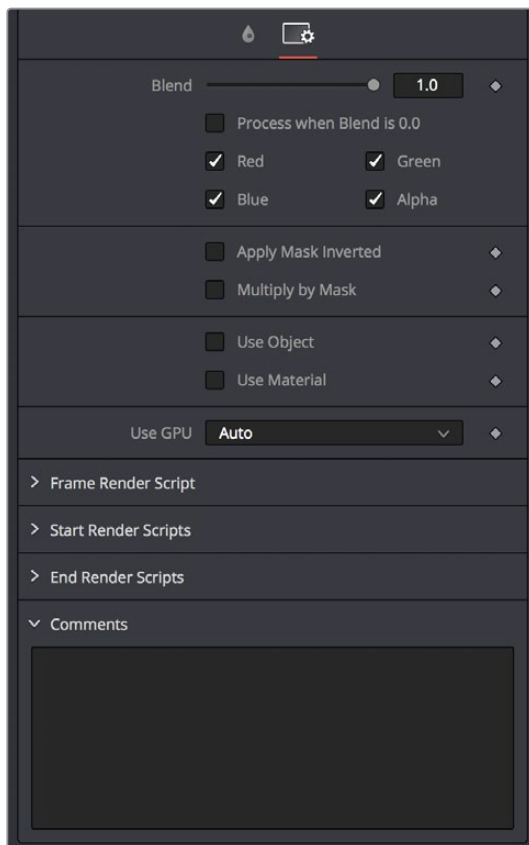 Blend 1.0
Process when Blend is 0.0
Red Green
Blue Alpha
Apply Mask Inverted
Multiply by Mask
Use Object
Use Material
Use GPU Auto
Frame Render Script
Start Render Scripts
End Render Scripts
Comments